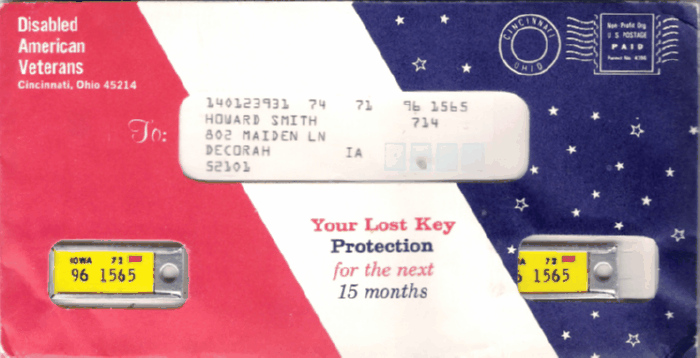 Disabled
American
Veterans
Cincinnati, Ohio 45214
CINCINNATI
OHIO
Non-Profit Org.
U S POSTAGE
PAID
To:
140123931 74 71 96 1565
HOWARD SMITH 714
802 MAIDEN LN
DECORAH IA
52101
Your Lost Key
Protection
for the next
15 months
IOWA 72
96 1565
A 72
6 1565